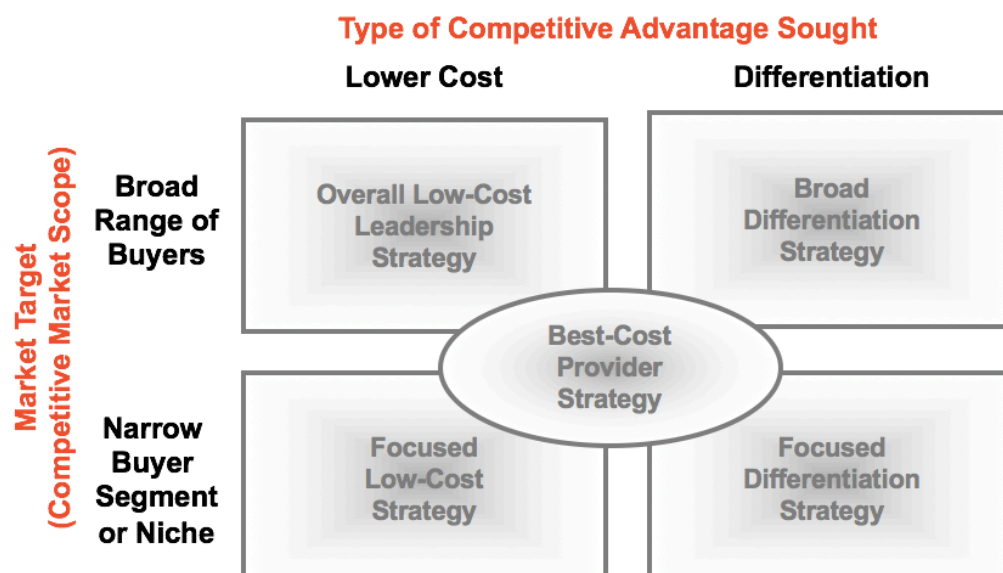 Type of Competitive Advantage Sought
Lower Cost
Differentiation
Market Target
(Competitive Market Scope)
Broad
Range of
Buyers
Overall Low-Cost
Leadership
Strategy
Broad
Differentiation
Strategy
Best-Cost
Provider
Strategy
Narrow
Buyer
Segment
or Niche
Focused
Low-Cost
Strategy
Focused
Differentiation
Strategy